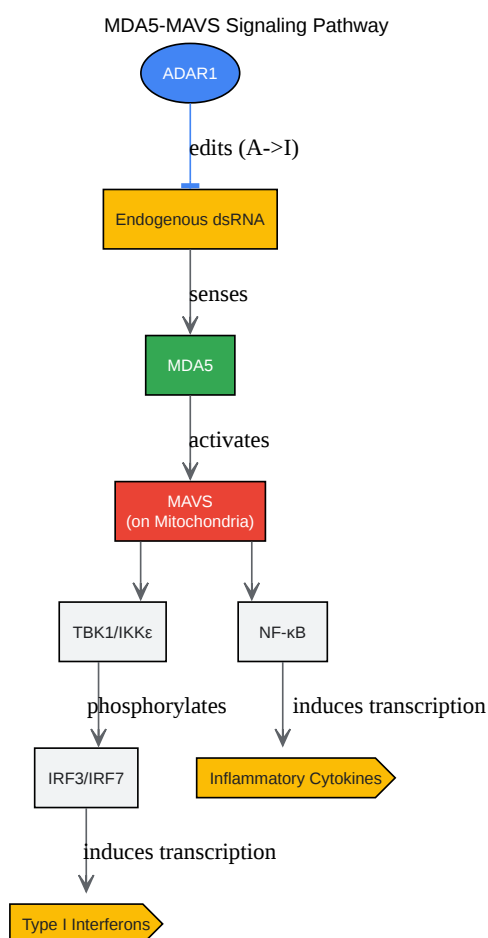 MDA5-MAVS Signaling Pathway
ADAR1
edits (A->I)
Endogenous dsRNA
senses
MDA5
activates
MAVS
(on Mitochondria)
TBK1/IKKε
NF-κB
phosphorylates
induces transcription
IRF3/IRF7
Inflammatory Cytokines
induces transcription
Type I Interferons